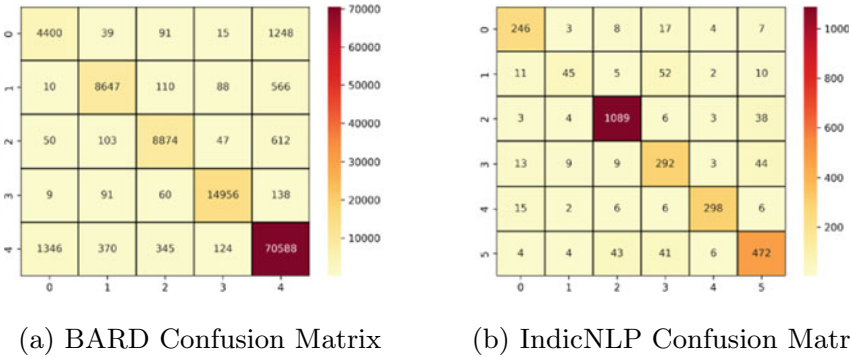 4400 39 91 15 1248
10 8647 110 88 566
50 103 8874 47 612
9 91 60 14956 138
1346 370 345 124 70588
0
1
2
3
4
0 1 2 3 4
70000
60000
50000
40000
30000
20000
10000
(a) BARD Confusion Matrix
246 3 8 17 4 7
11 45 5 52 2 10
3 4 1089 6 3 38
13 9 9 292 3 44
15 2 6 6 298 6
4 4 43 41 6 472
0
1
2
3
4
5
0 1 2 3 4 5
1000
800
600
400
200
(b) IndicNLP Confusion Matr